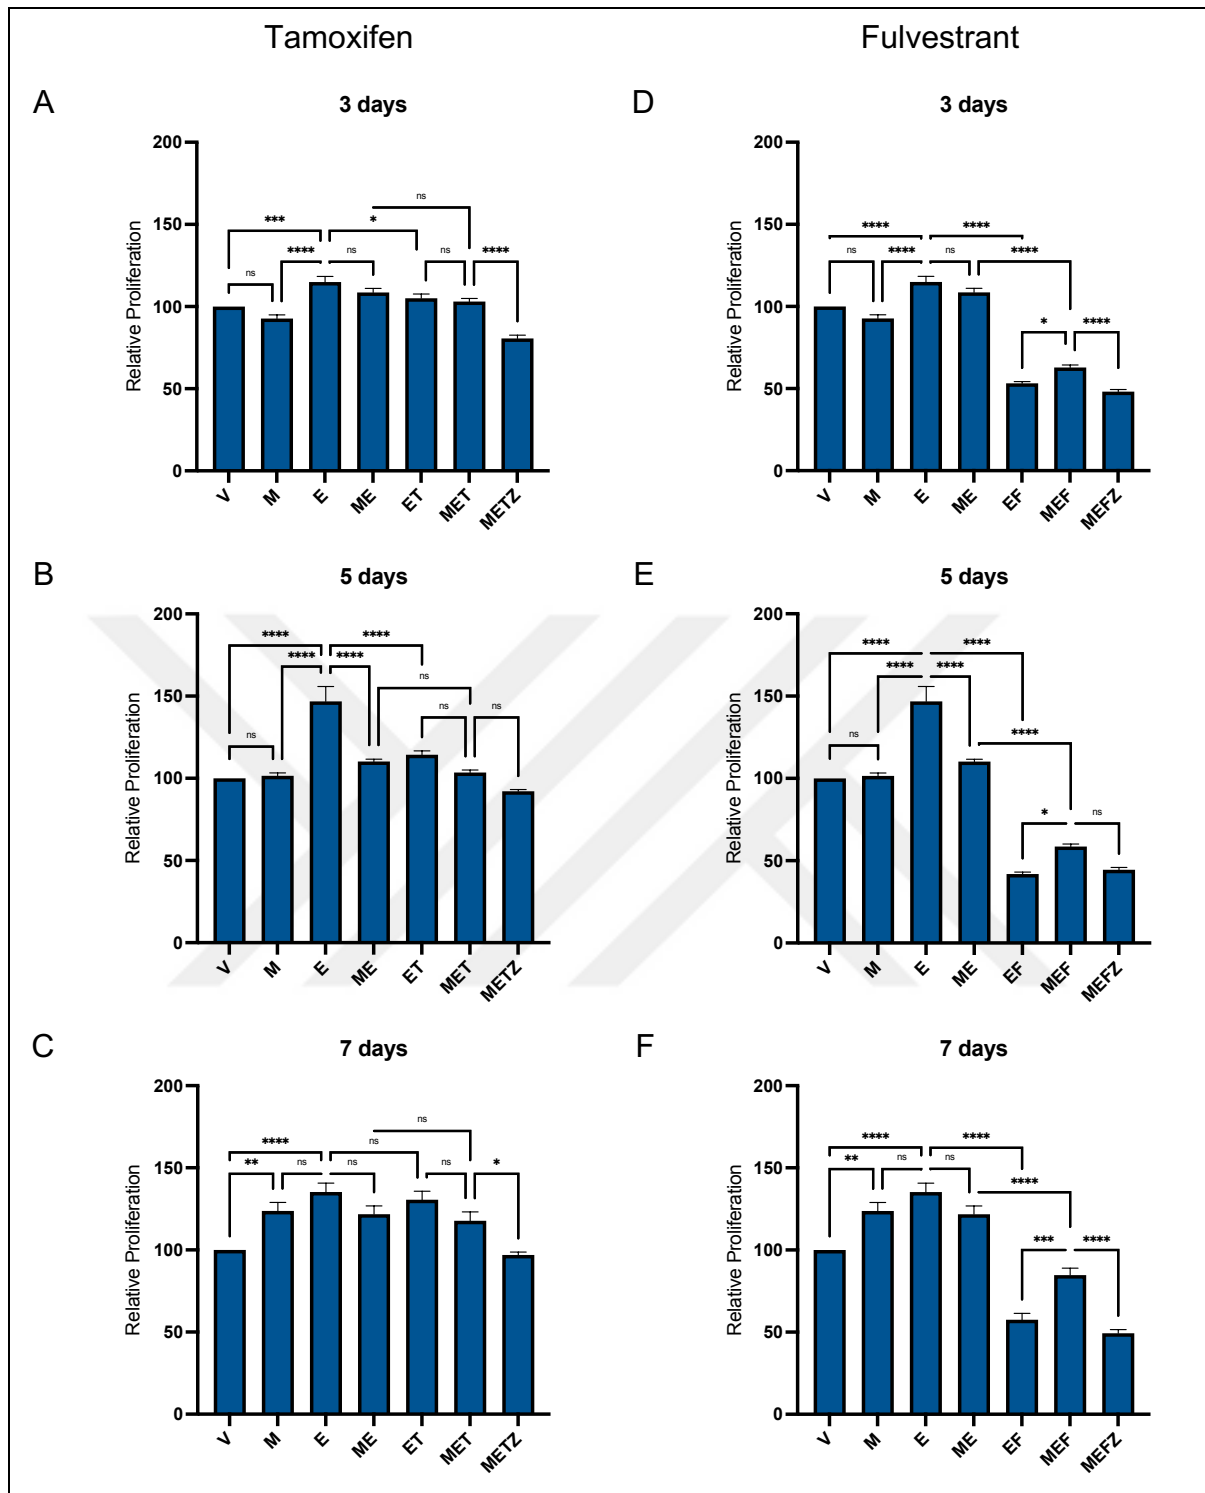 Tamoxifen
Fulvestrant
A
3 days
Relative Proliferation
200
150
100
50
0
ns
***
****
ns
*
ns
ns
****
V
M
E
ME
ET
MET
METZ
D
3 days
Relative Proliferation
200
150
100
50
0
****
****
ns
****
ns
****
*
****
V
M
E
ME
EF
MEF
MEFZ
B
5 days
Relative Proliferation
200
150
100
50
0
****
****
****
****
ns
ns
ns
ns
V
M
E
ME
ET
MET
METZ
E
5 days
Relative Proliferation
200
150
100
50
0
****
****
****
****
ns
****
*
ns
V
M
E
ME
EF
MEF
MEFZ
C
7 days
Relative Proliferation
200
150
100
50
0
ns
****
ns
**
ns
ns
ns
*
V
M
E
ME
ET
MET
METZ
F
7 days
Relative Proliferation
200
150
100
50
0
****
****
**
ns
ns
****
***
****
V
M
E
ME
EF
MEF
MEFZ